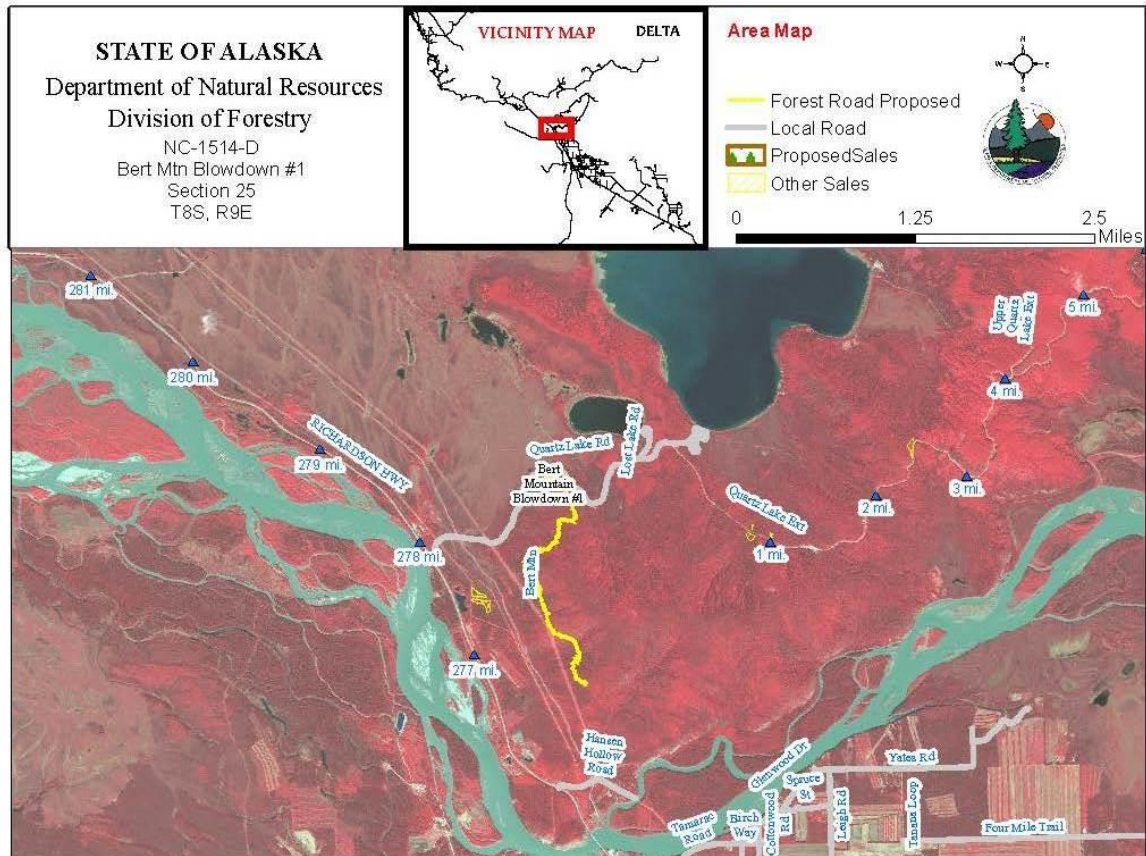 STATE OF ALASKA
Department of Natural Resources
Division of Forestry
NC-1514-D
Bert Mtn Blowdown #1
Section 25
T8S, R9E
VICINITY MAP
DELTA
Area Map
Forest Road Proposed
Local Road
ProposedSales
Other Sales
N
W
E
S
0
1.25
2.5
Miles
281 mi.
280 mi.
279 mi.
278 mi.
277 mi.
RICHARDSON HWY
Quartz Lake Rd
Lost Lake Rd
Bert
Mountain
Blowdown #1
Bert Mtn
Quartz Lake Ext
1 mi.
2 mi.
3 mi.
4 mi.
5 mi.
Upper
Quartz
Lake Ext
Hansen
Hollow
Road
Glenwood Dr
Spruce
St
Yates Rd
Tamarac
Road
Birch
Way
Cottonwood
Rd
Leigh Rd
Tanana Loop
Four Mile Trail